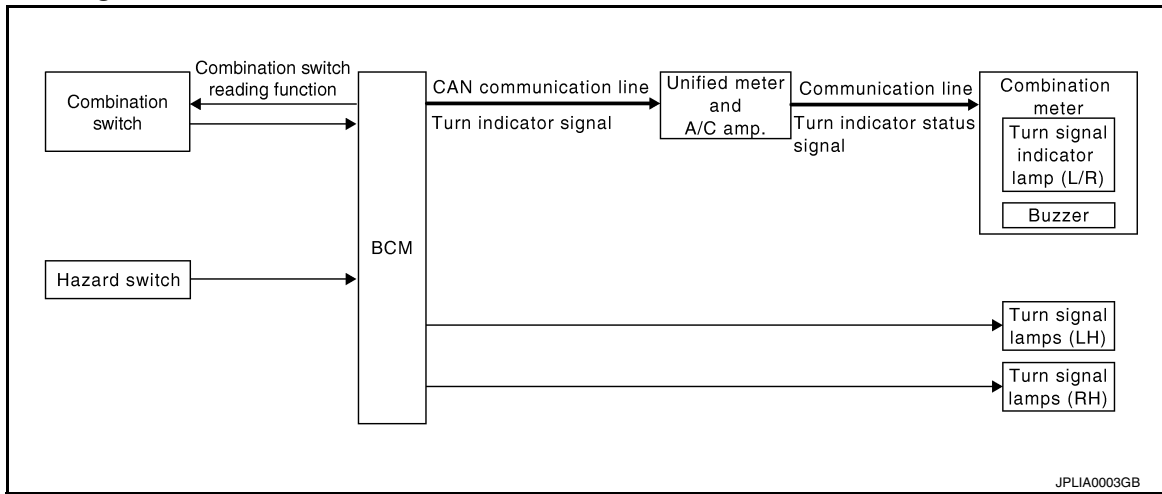 Combination
switch
Combination switch
reading function
Hazard switch
BCM
CAN communication line
Turn indicator signal
Unified meter
and
A/C amp.
Communication line
Turn indicator status
signal
Combination
meter
Turn signal
indicator
lamp (L/R)
Buzzer
Turn signal
lamps (LH)
Turn signal
lamps (RH)
JPLIA0003GB